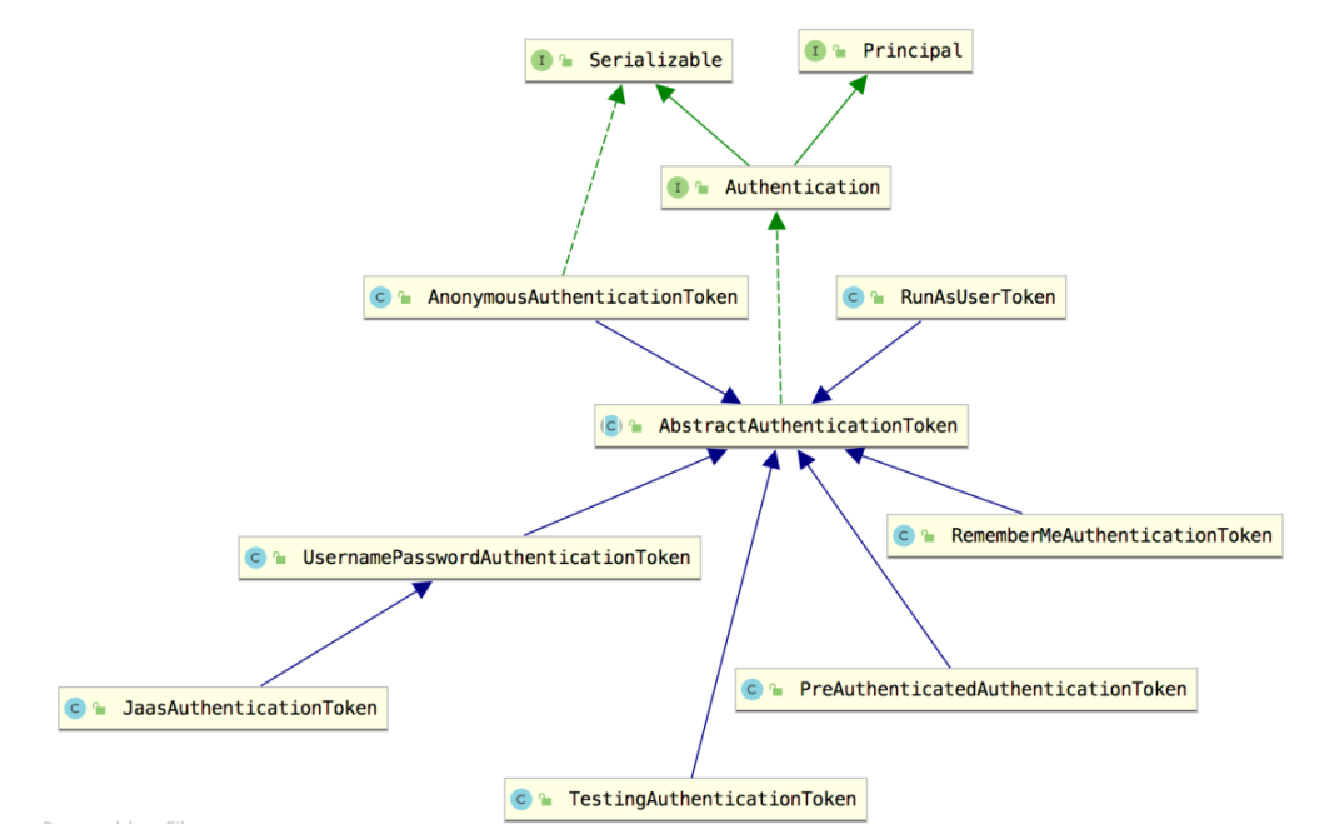 I Serializable
I Principal
I Authentication
C AnonymousAuthenticationToken
C RunAsUserToken
C AbstractAuthenticationToken
C RememberMeAuthenticationToken
C UsernamePasswordAuthenticationToken
C PreAuthenticatedAuthenticationToken
C JaasAuthenticationToken
C TestingAuthenticationToken